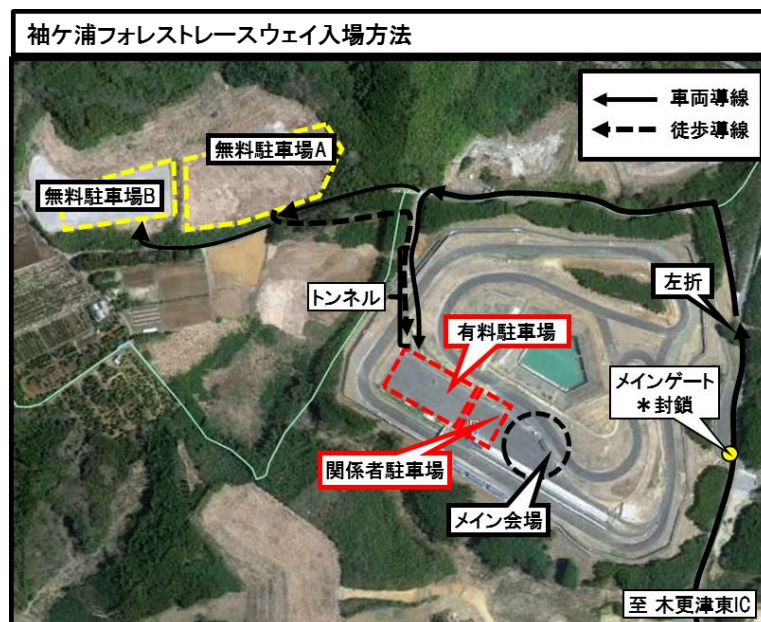 袖ケ浦フォレストレースウェイ入場方法
車両導線
徒歩導線
無料駐車場A
無料駐車場B
トンネル
左折
有料駐車場
メインゲート
＊封鎖
関係者駐車場
メイン会場
至 木更津東IC